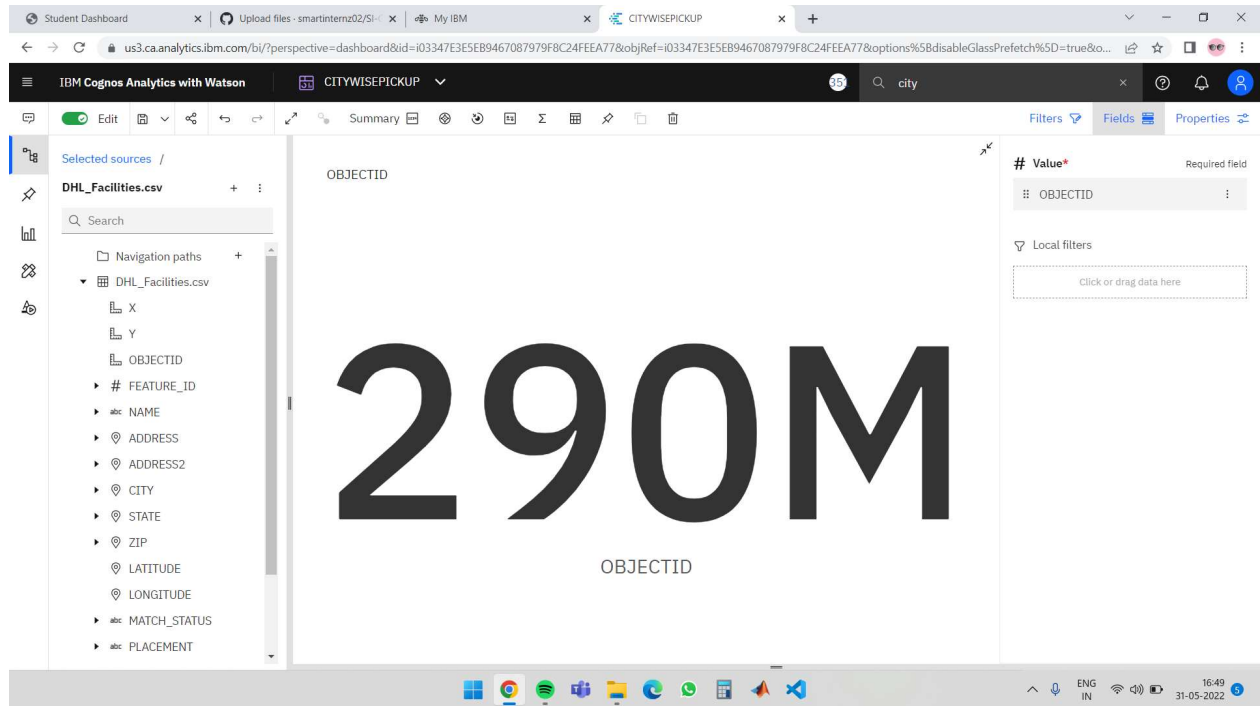 Student Dashboard
Upload files · smartinternz02/SI-
My IBM
CITYWISEPICKUP
us3.ca.analytics.ibm.com/bi/?perspective=dashboard&id=i03347E3E5EB9467087979F8C24FEEA77&objRef=i03347E3E5EB9467087979F8C24FEEA77&options%5BdisableGlassPrefetch%5D=true&o...
IBM Cognos Analytics with Watson
CITYWISEPICKUP
city
Edit
Summary
Filters
Fields
Properties
Selected sources /
DHL_Facilities.csv
Search
Navigation paths
DHL_Facilities.csv
X
Y
OBJECTID
# FEATURE_ID
abc NAME
ADDRESS
ADDRESS2
CITY
STATE
ZIP
LATITUDE
LONGITUDE
abc MATCH_STATUS
abc PLACEMENT
OBJECTID
290M
OBJECTID
# Value*
Required field
OBJECTID
Local filters
Click or drag data here
ENG
IN
16:49
31-05-2022
5